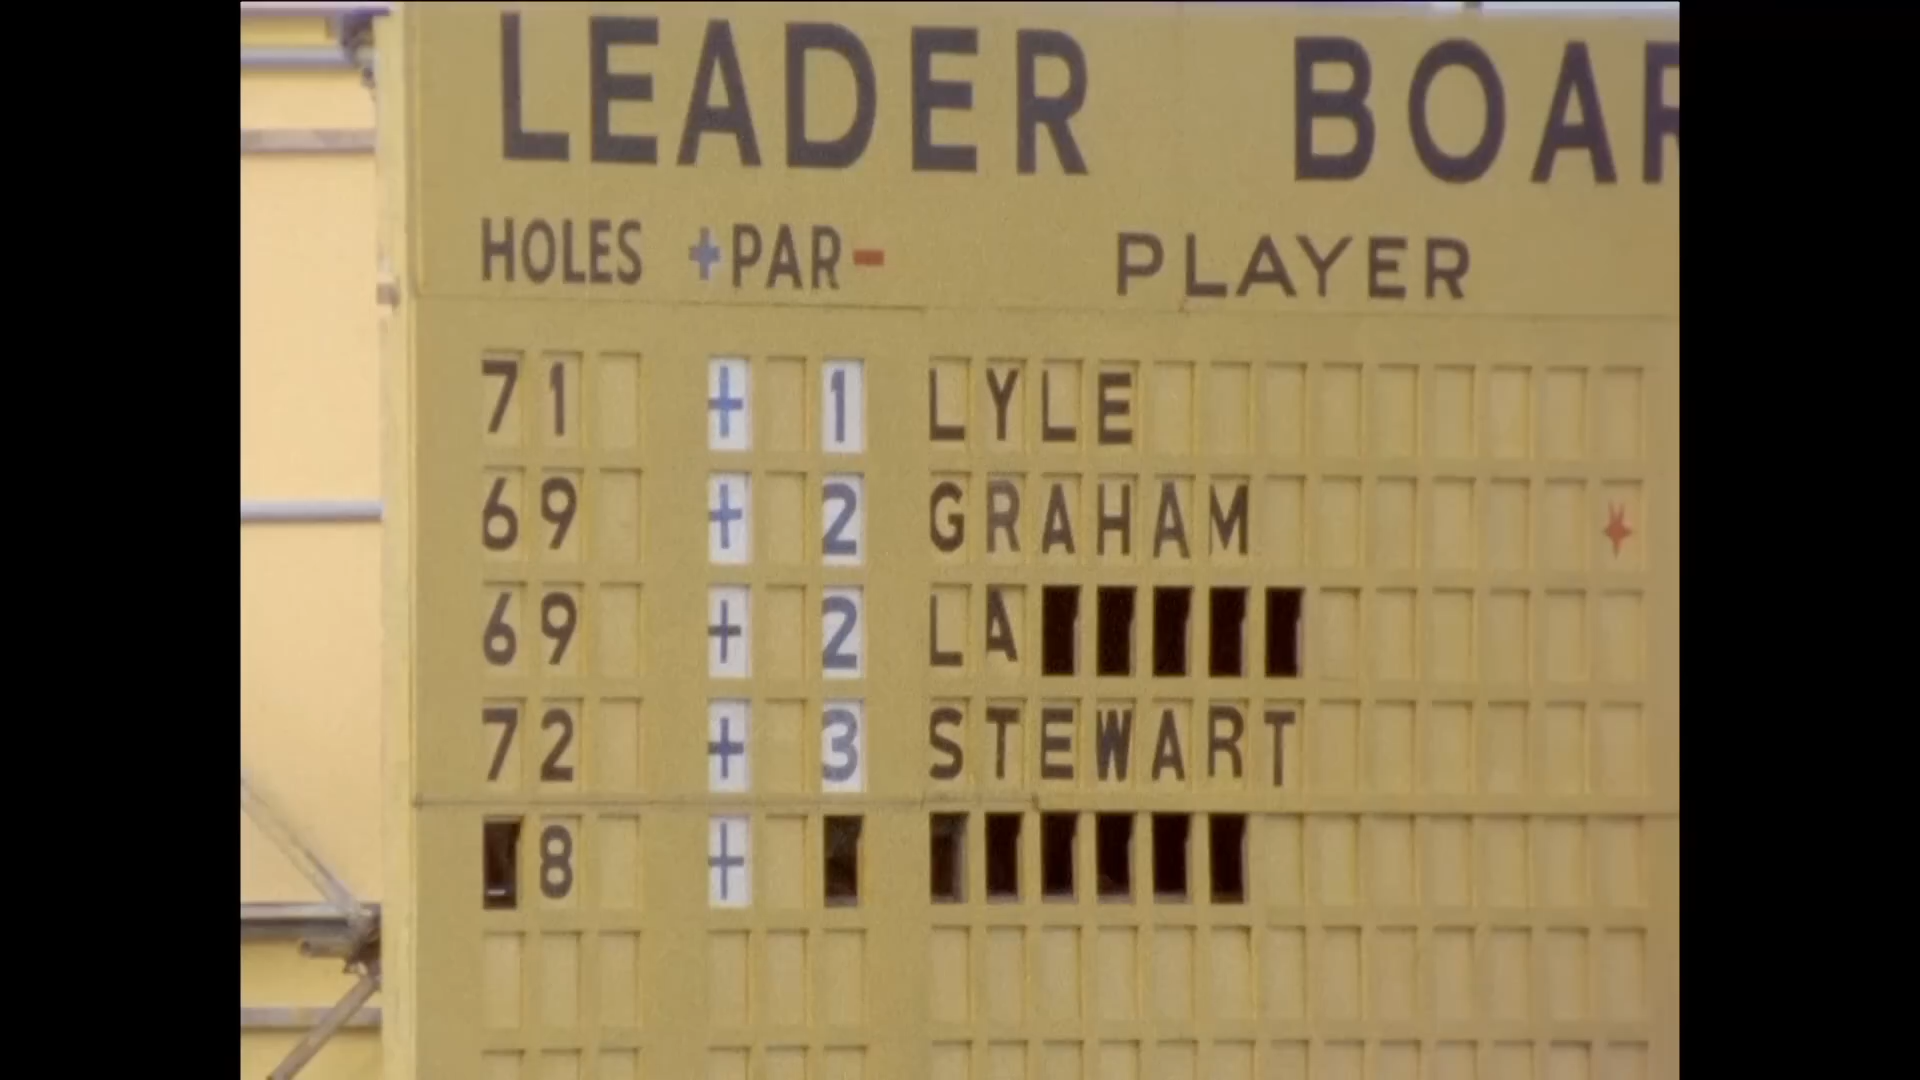 LEADER BOAR
HOLES +PAR- PLAYER
71 + 1 LYLE
69 + 2 GRAHAM
69 + 2 LA
72 + 3 STEWART
8 +